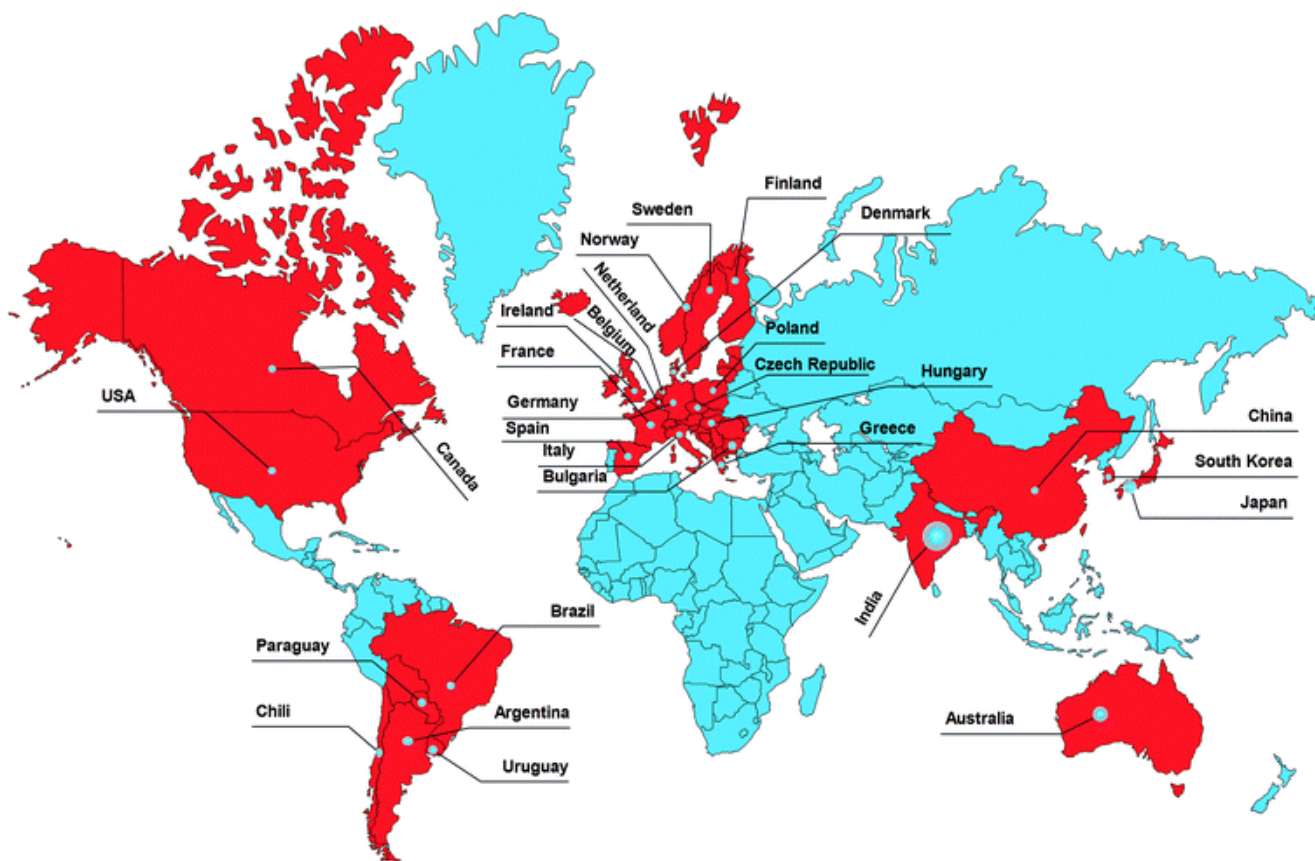 Finland
Sweden
Denmark
Norway
Netherland
Ireland
Belgium
Poland
France
Czech Republic
Hungary
USA
Germany
China
Spain
Canada
Italy
Greece
Bulgaria
South Korea
Japan
India
Brazil
Paraguay
Chili
Argentina
Australia
Uruguay